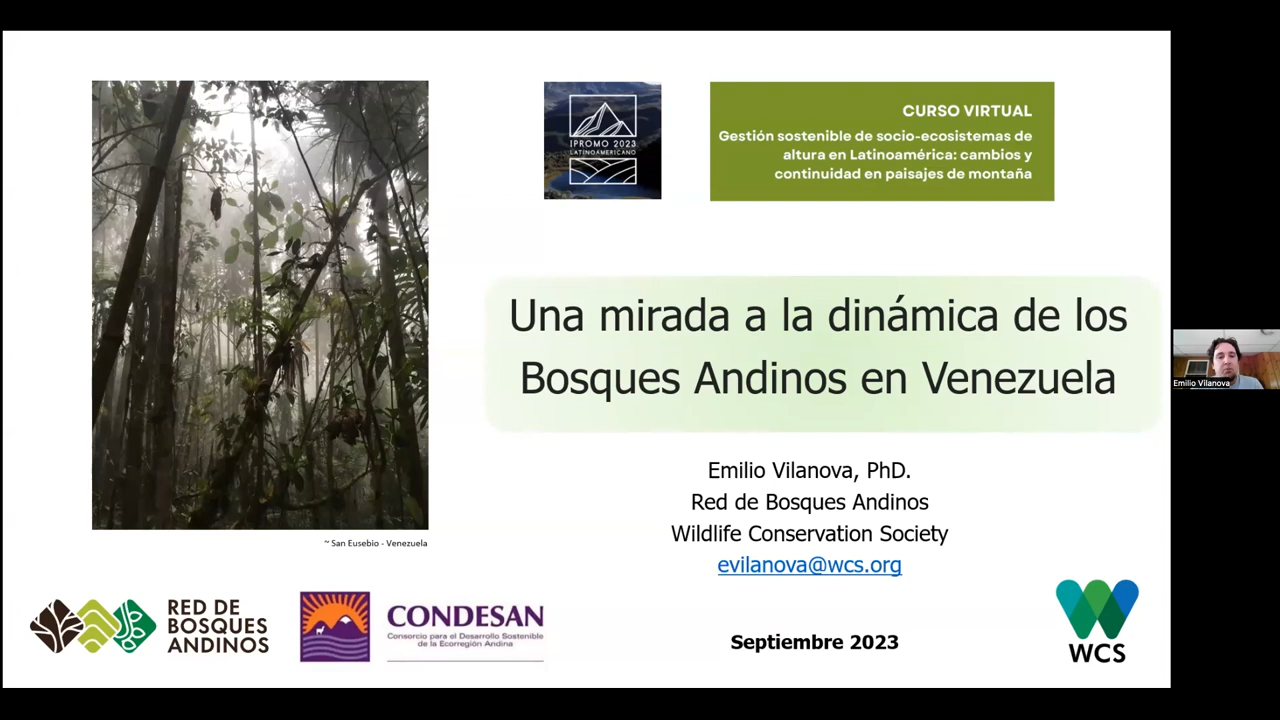 IPROMO 2023
LATINOAMERICANO
CURSO VIRTUAL
Gestión sostenible de socio-ecosistemas de
altura en Latinoamérica: cambios y
continuidad en paisajes de montaña
Una mirada a la dinámica de los
Bosques Andinos en Venezuela
Emilio Vilanova, PhD.
Red de Bosques Andinos
Wildlife Conservation Society
evilanova@wcs.org
~ San Eusebio - Venezuela
Emilio Vilanova
RED DE
BOSQUES
ANDINOS
CONDESAN
Consorcio para el Desarrollo Sostenible
de la Ecorregión Andina
Septiembre 2023
WCS